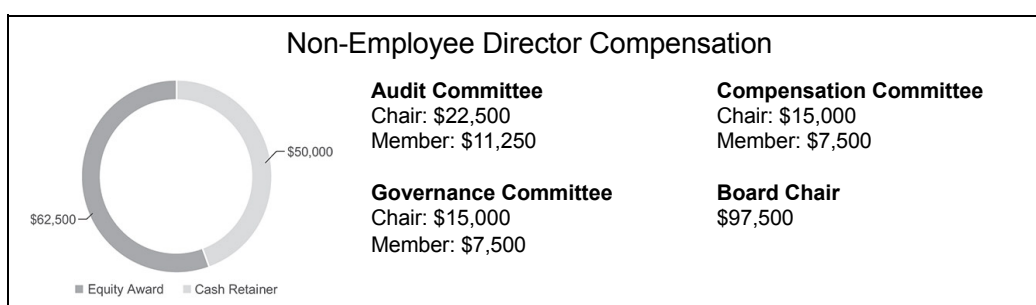 Non-Employee Director Compensation
$50,000
$62,500
Equity Award Cash Retainer
Audit Committee
Chair: $22,500
Member: $11,250
Compensation Committee
Chair: $15,000
Member: $7,500
Governance Committee
Chair: $15,000
Member: $7,500
Board Chair
$97,500